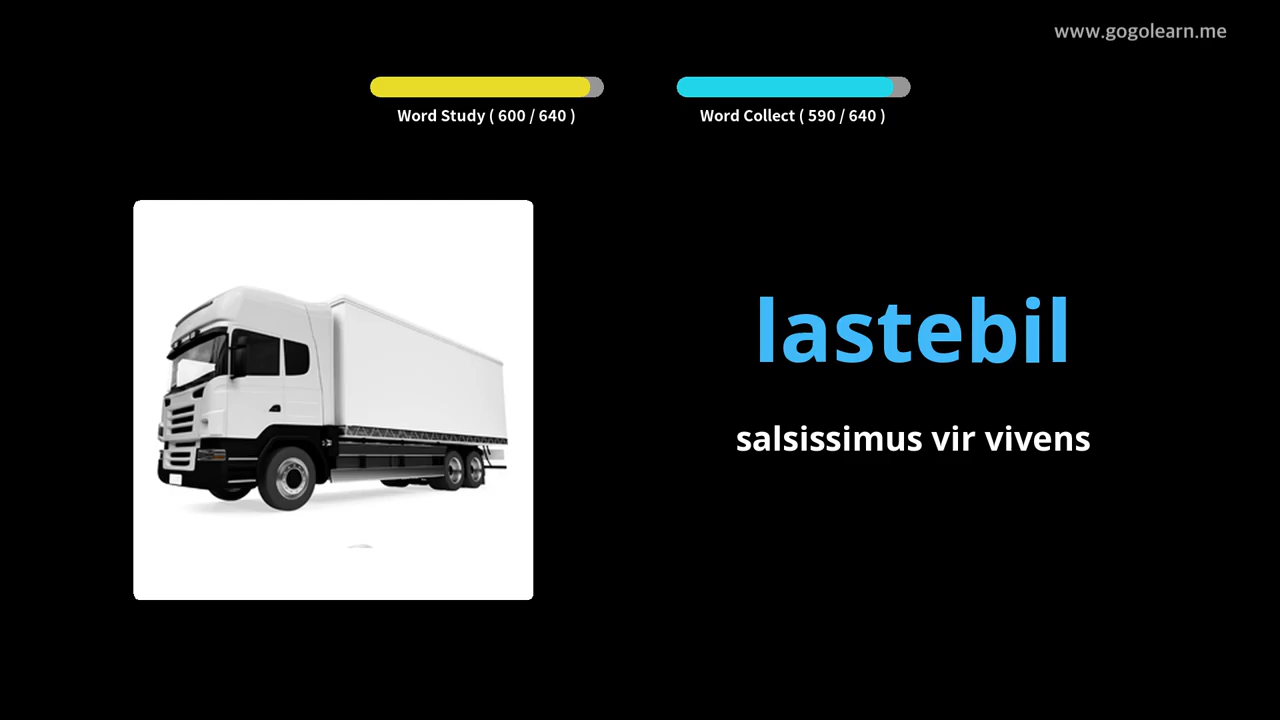 www.gogolearn.me
Word Study ( 600 / 640 )
Word Collect ( 590 / 640 )
lastebil
salsissimus vir vivens